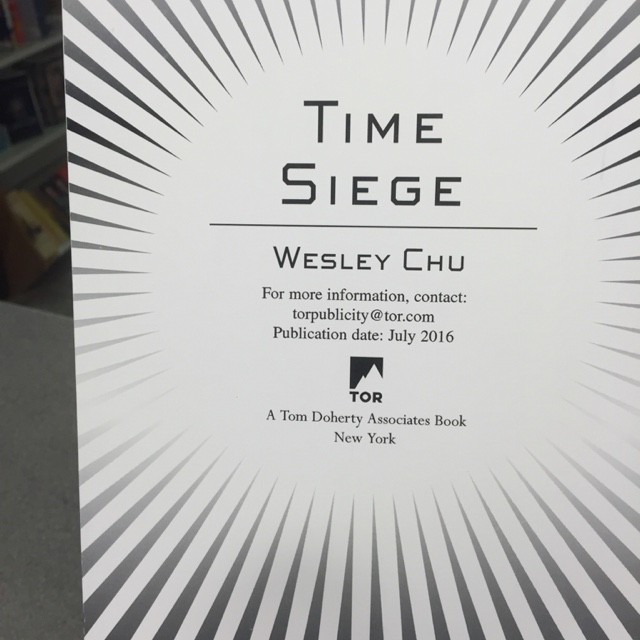 TIME
SIEGE
WESLEY CHU
For more information, contact:
torpublicity@tor.com
Publication date: July 2016
TOR
A Tom Doherty Associates Book
New York